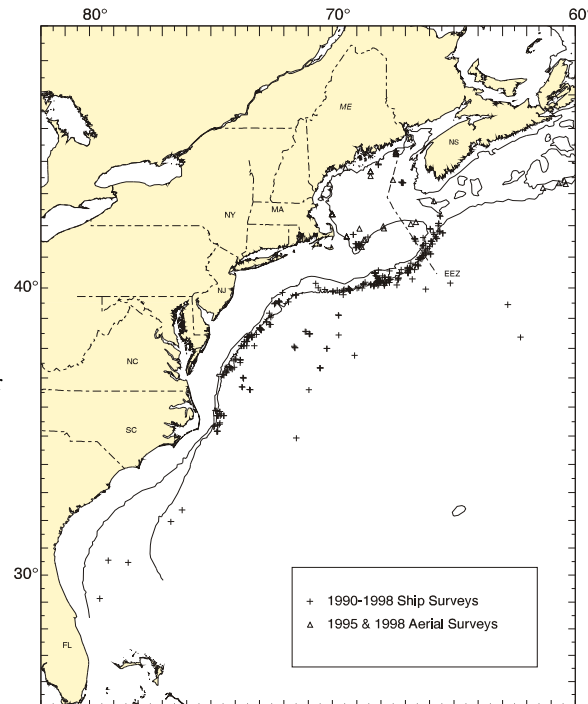 80° 70° 60°
ME
NS
NY MA
EEZ
40°
NJ
NC
SC
30°
FL
+ 1990-1998 Ship Surveys
△ 1995 & 1998 Aerial Surveys